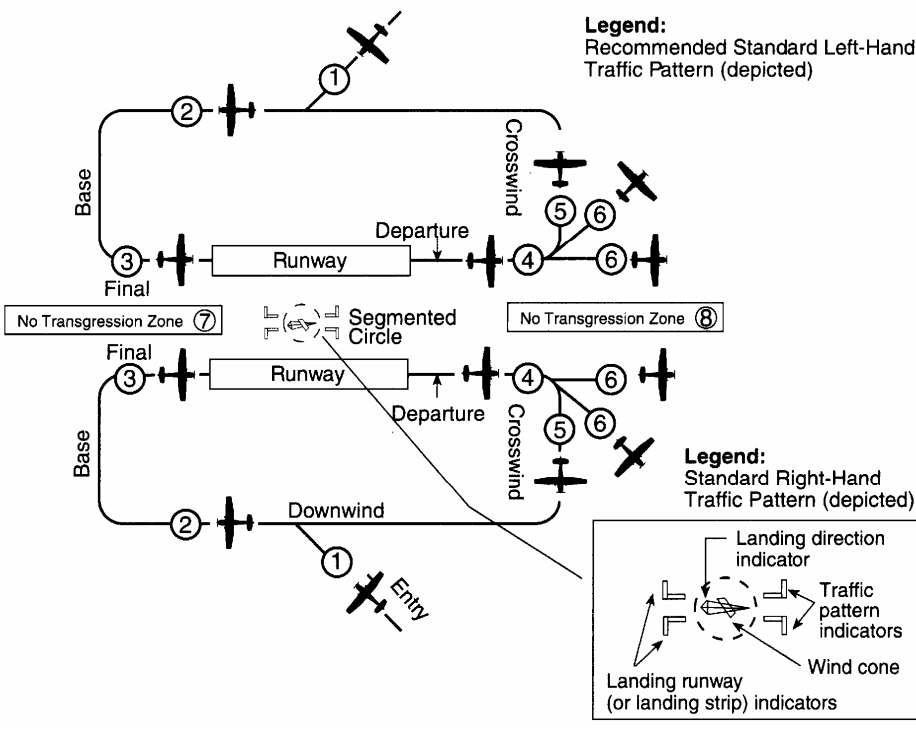 Legend:
Recommended Standard Left-Hand
Traffic Pattern (depicted)
1
2
Crosswind
Base
5
6
Departure
3
Runway
4
6
Final
No Transgression Zone 7
Segmented
Circle
No Transgression Zone 8
Final
3
Runway
4
6
Departure
5
6
Crosswind
Base
Legend:
Standard Right-Hand
Traffic Pattern (depicted)
2
Downwind
1
Entry
Landing direction
indicator
Traffic
pattern
indicators
Wind cone
Landing runway
(or landing strip) indicators